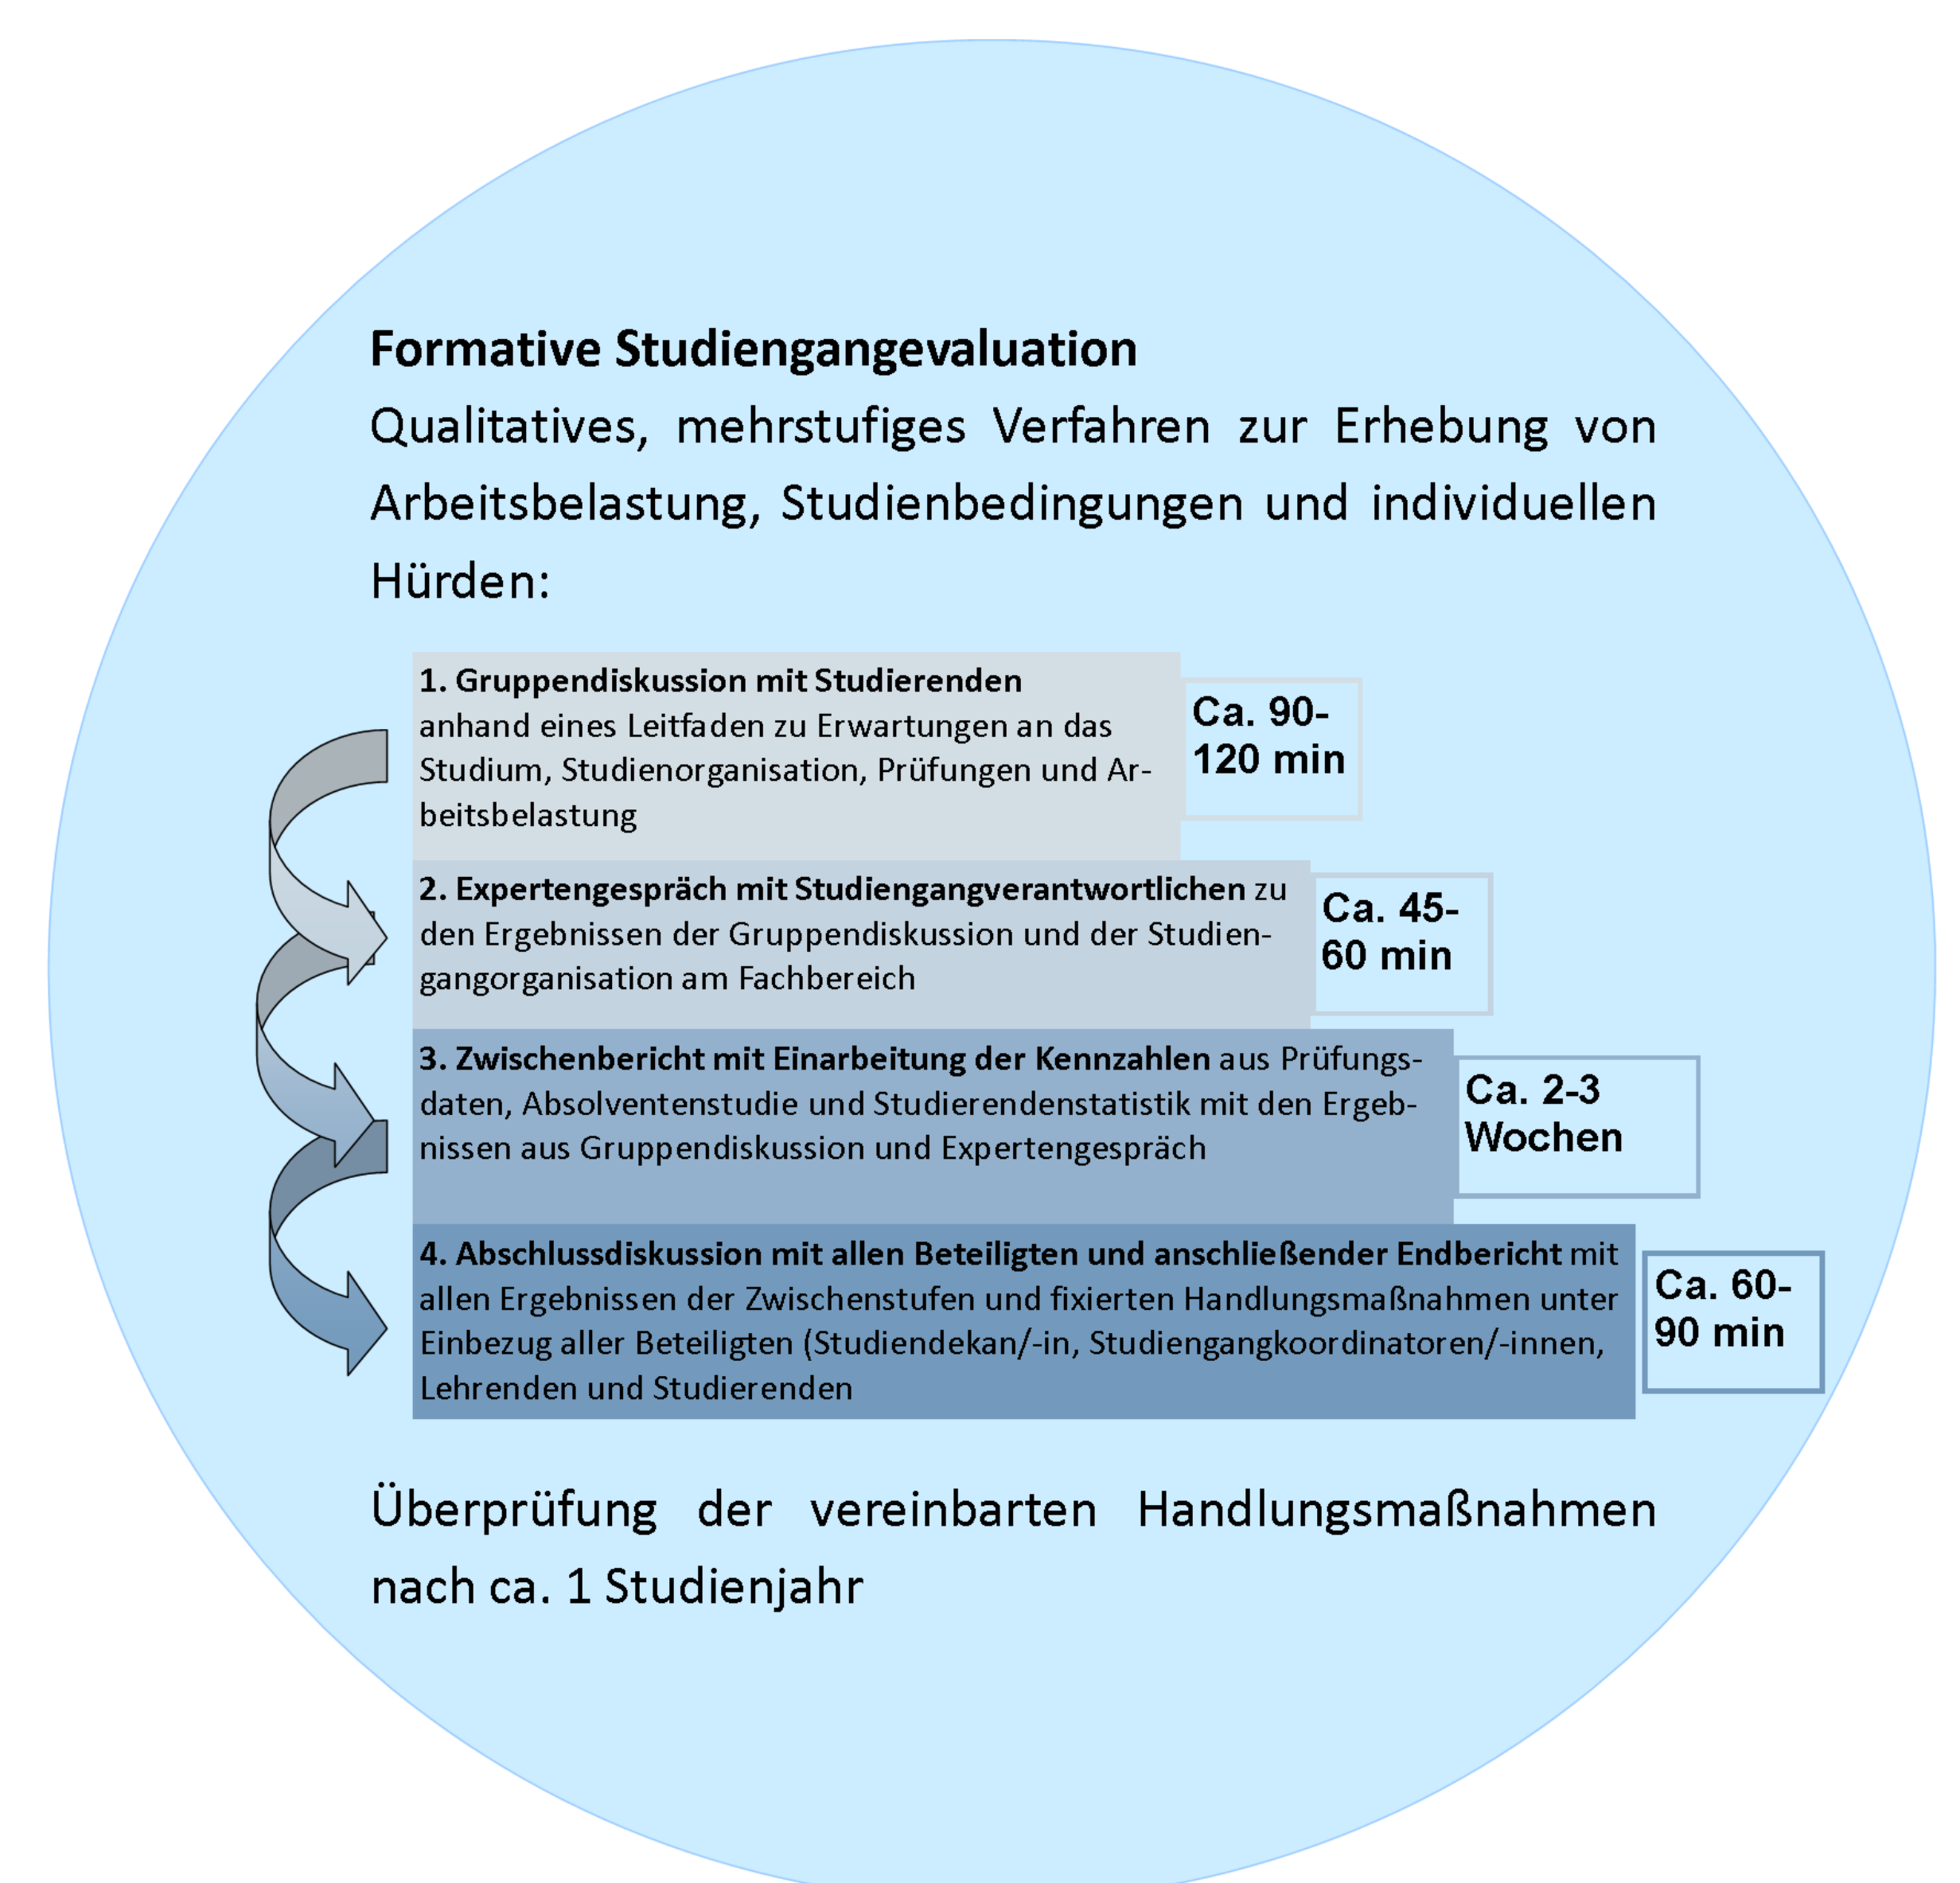 Formative Studiengangevaluation
Qualitatives, mehrstufiges Verfahren zur Erhebung von
Arbeitsbelastung, Studienbedingungen und individuellen
Hürden:
1. Gruppendiskussion mit Studierenden
anhand eines Leitfaden zu Erwartungen an das
Studium, Studienorganisation, Prüfungen und Ar-
beitsbelastung
Ca. 90-
120 min
2. Expertengespräch mit Studiengangverantwortlichen zu
den Ergebnissen der Gruppendiskussion und der Studien-
gangorganisation am Fachbereich
Ca. 45-
60 min
3. Zwischenbericht mit Einarbeitung der Kennzahlen aus Prüfungs-
daten, Absolventenstudie und Studierendenstatistik mit den Ergeb-
nissen aus Gruppendiskussion und Expertengespräch
Ca. 2-3
Wochen
4. Abschlussdiskussion mit allen Beteiligten und anschließender Endbericht mit
allen Ergebnissen der Zwischenstufen und fixierten Handlungsmaßnahmen unter
Einbezug aller Beteiligten (Studiendekan/-in, Studiengangkoordinatoren/-innen,
Lehrenden und Studierenden
Ca. 60-
90 min
Überprüfung der vereinbarten Handlungsmaßnahmen
nach ca. 1 Studienjahr